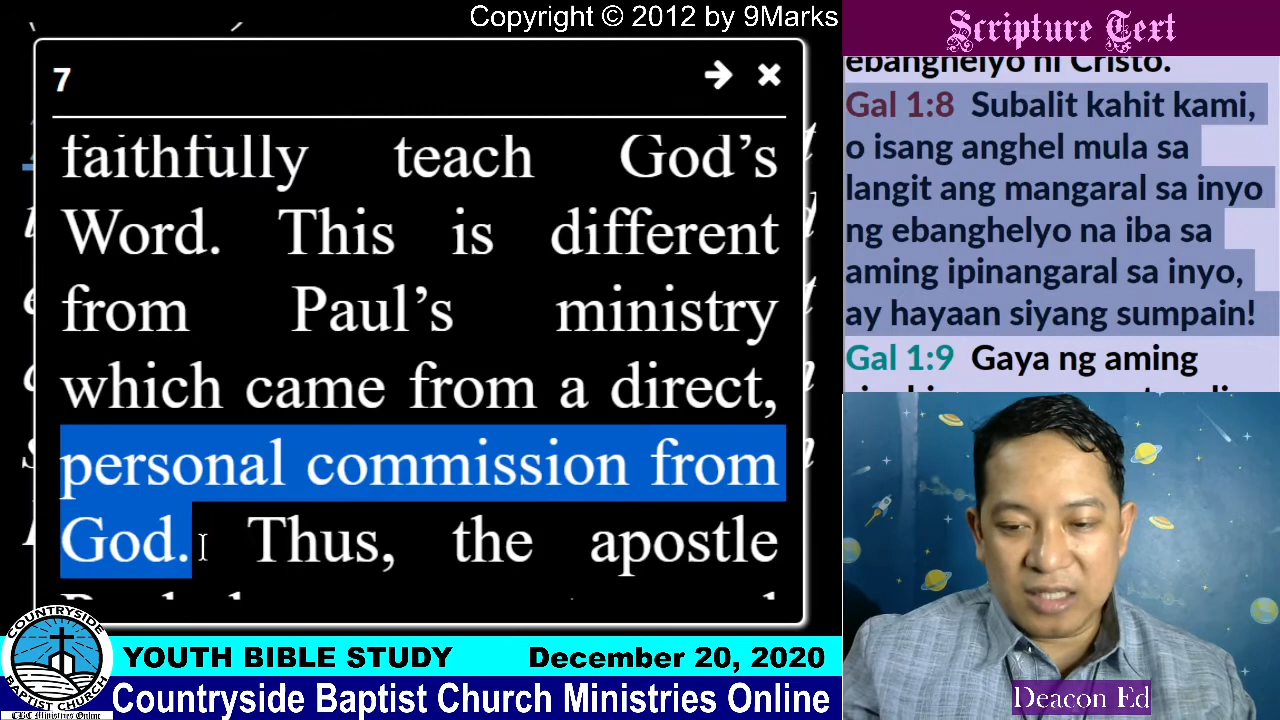 Copyright © 2012 by 9Marks
7
faithfully teach God's
Word. This is different
from Paul's ministry
which came from a direct,
personal commission from
God. Thus, the apostle
Scripture Text
ebanghelyo ni Cristo.
Gal 1:8 Subalit kahit kami,
o isang anghel mula sa
langit ang mangaral sa inyo
ng ebanghelyo na iba sa
aming ipinangaral sa inyo,
ay hayaan siyang sumpain!
Gal 1:9 Gaya ng aming
Deacon Ed
COUNTRYSIDE
BAPTIST CHURCH
CBC Ministries Online
YOUTH BIBLE STUDY December 20, 2020
Countryside Baptist Church Ministries Online